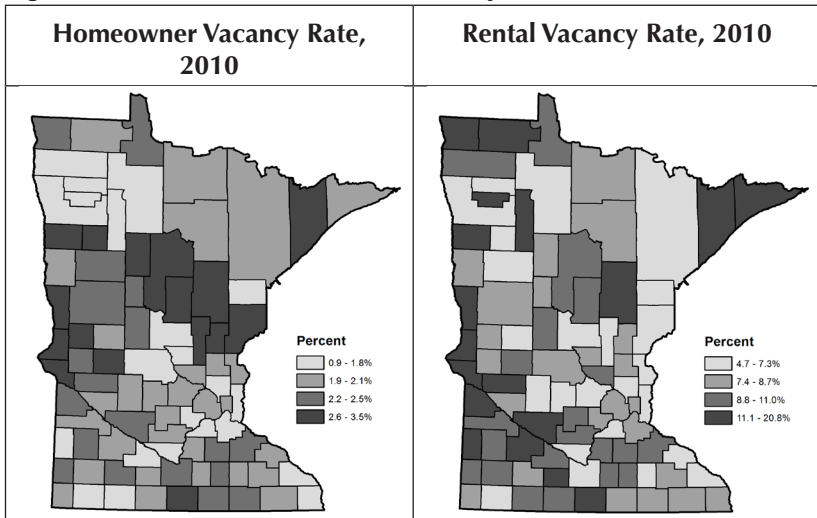 Homeowner Vacancy Rate,
2010
Rental Vacancy Rate, 2010
Percent
0.9 - 1.8%
1.9 - 2.1%
2.2 - 2.5%
2.6 - 3.5%
Percent
4.7 - 7.3%
7.4 - 8.7%
8.8 - 11.0%
11.1 - 20.8%